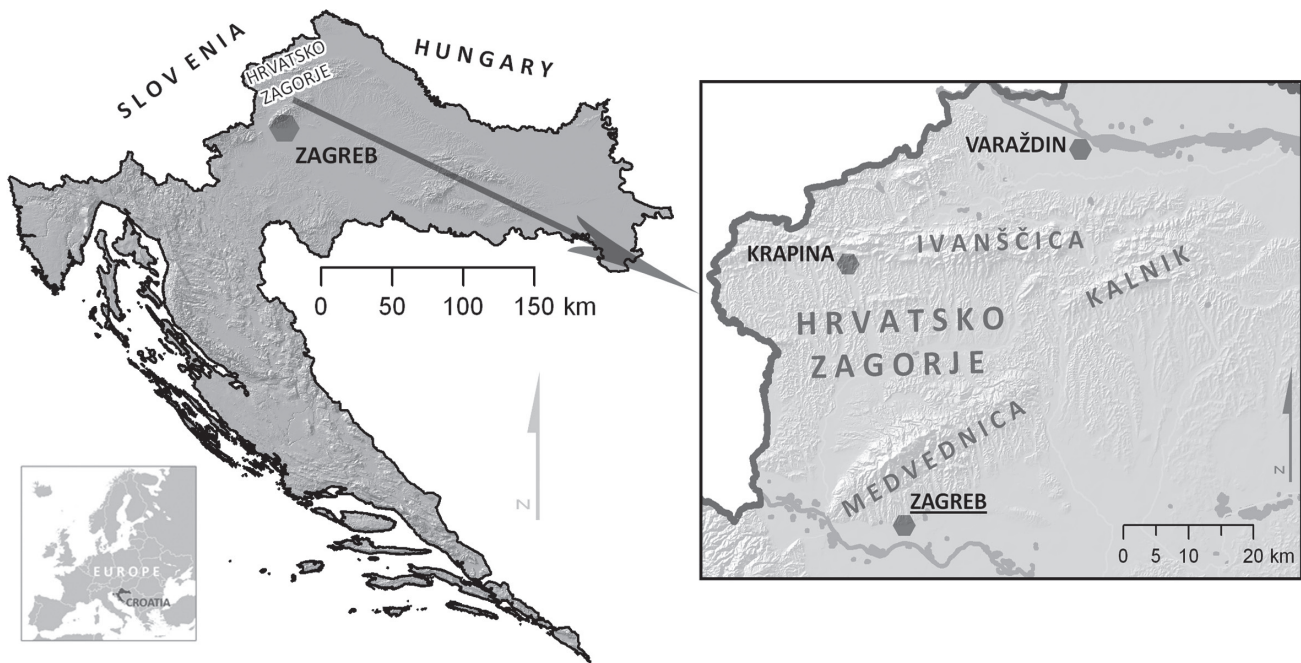 SLOVENIA
HUNGARY
HRVATSKO
ZAGORJE
ZAGREB
0 50 100 150 km
N
EUROPE
CROATIA
VARAŽDIN
KRAPINA
IVANŠČICA
KALNIK
HRVATSKO
ZAGORJE
MEDVEDNICA
ZAGREB
N
0 5 10 20 km